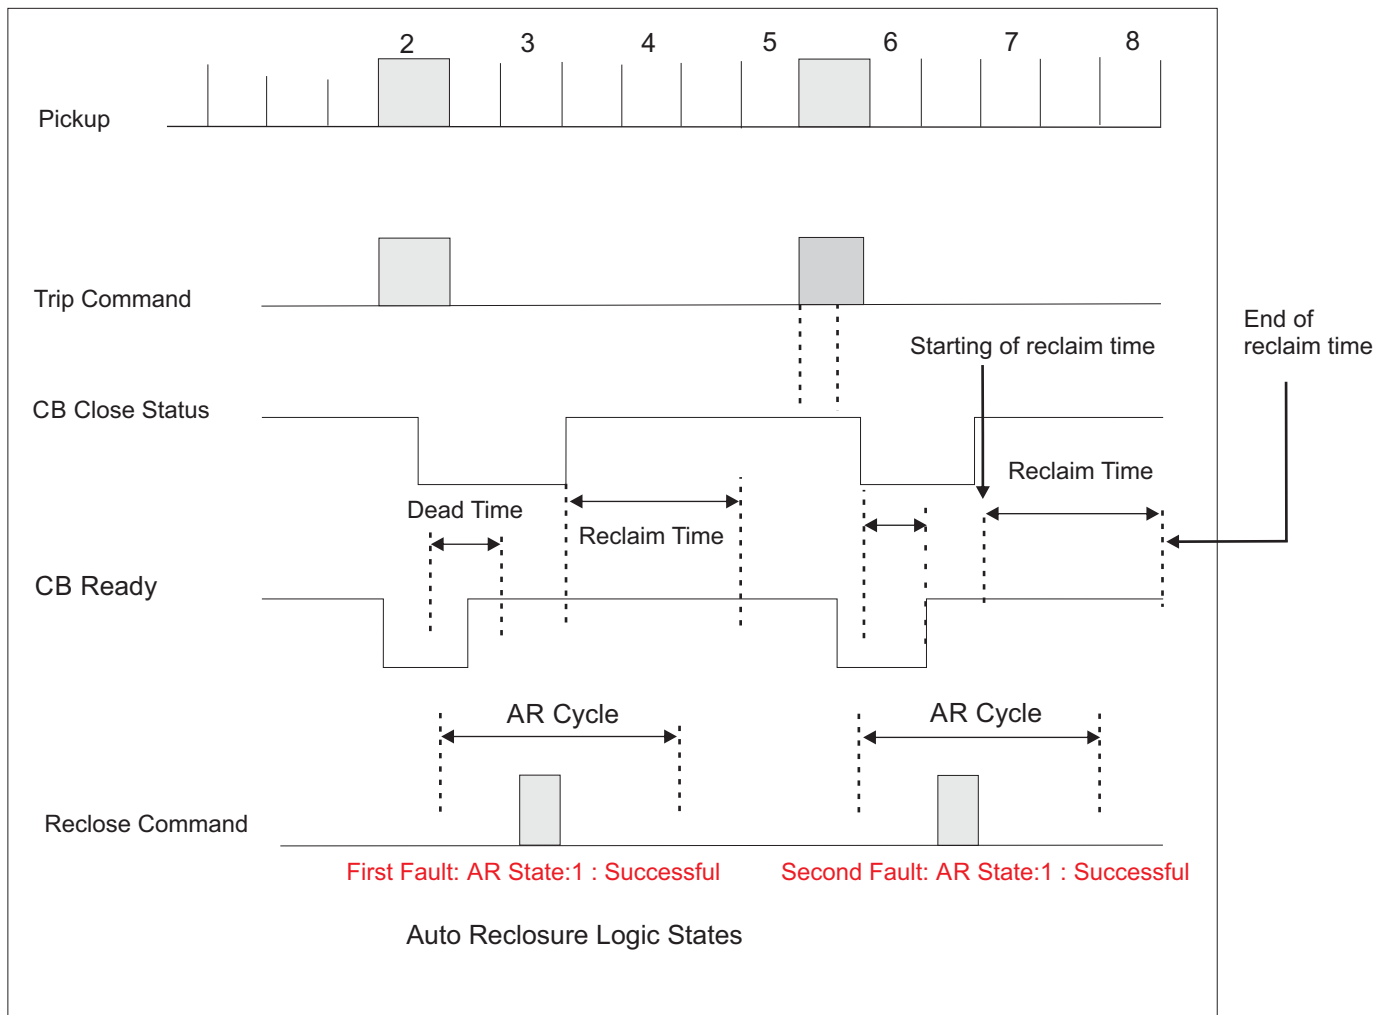 2 3 4 5 6 7 8
Pickup
Trip Command
End of
reclaim time
Starting of reclaim time
CB Close Status
Reclaim Time
Dead Time
Reclaim Time
CB Ready
AR Cycle
AR Cycle
Reclose Command
First Fault: AR State:1 : Successful
Second Fault: AR State:1 : Successful
Auto Reclosure Logic States